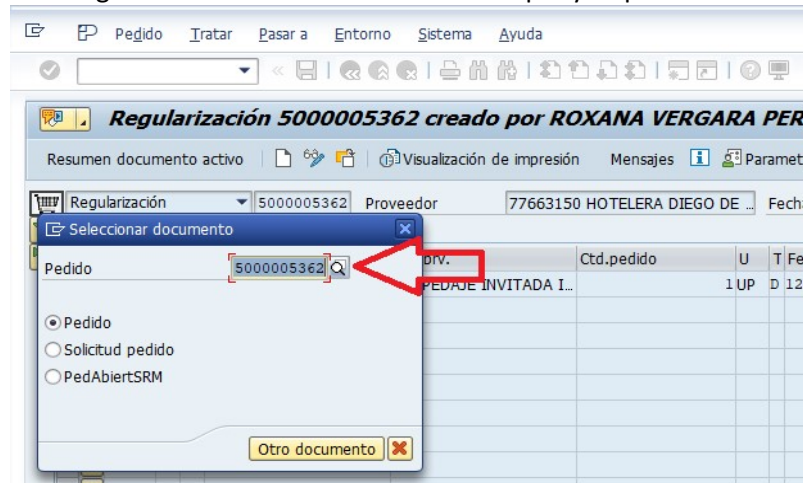 Pedido Tratar Pasar a Entorno Sistema Ayuda
Regularización 5000005362 creado por ROXANA VERGARA PER
Resumen documento activo Visualización de impresión Mensajes Paramet
Regularización 5000005362 Proveedor 77663150 HOTELERA DIEGO DE ... Fech
Seleccionar documento
Pedido 5000005362
Ctd.pedido U T Fe
PEDAJE INVITADA I... 1 UP D 12
Pedido
Solicitud pedido
PedAbiertSRM
Otro documento